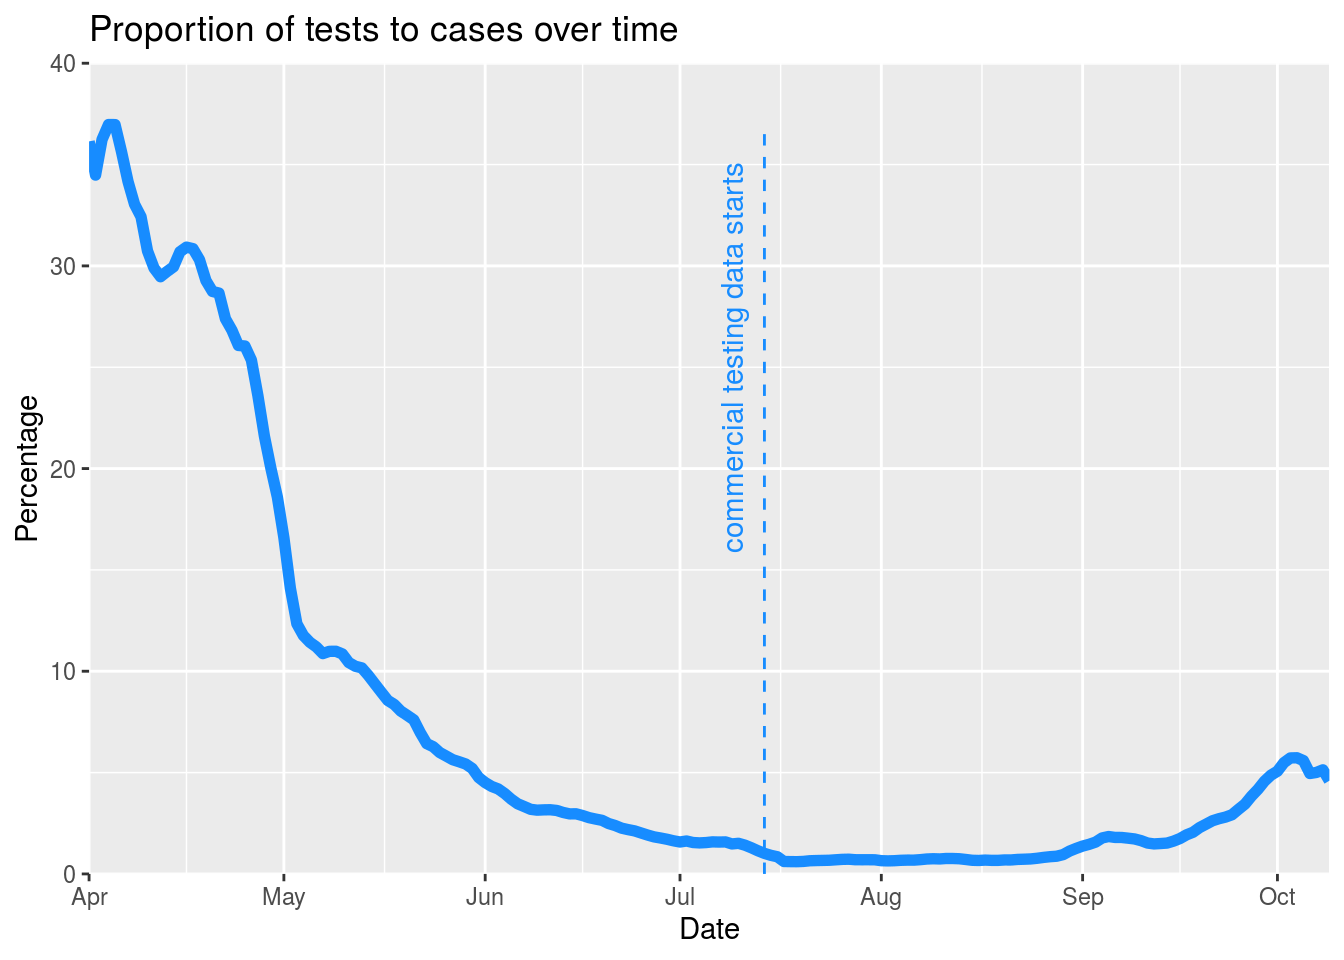 Proportion of tests to cases over time
40
30
20
10
0
Percentage
commercial testing data starts
Apr
May
Jun
Jul
Aug
Sep
Oct
Date